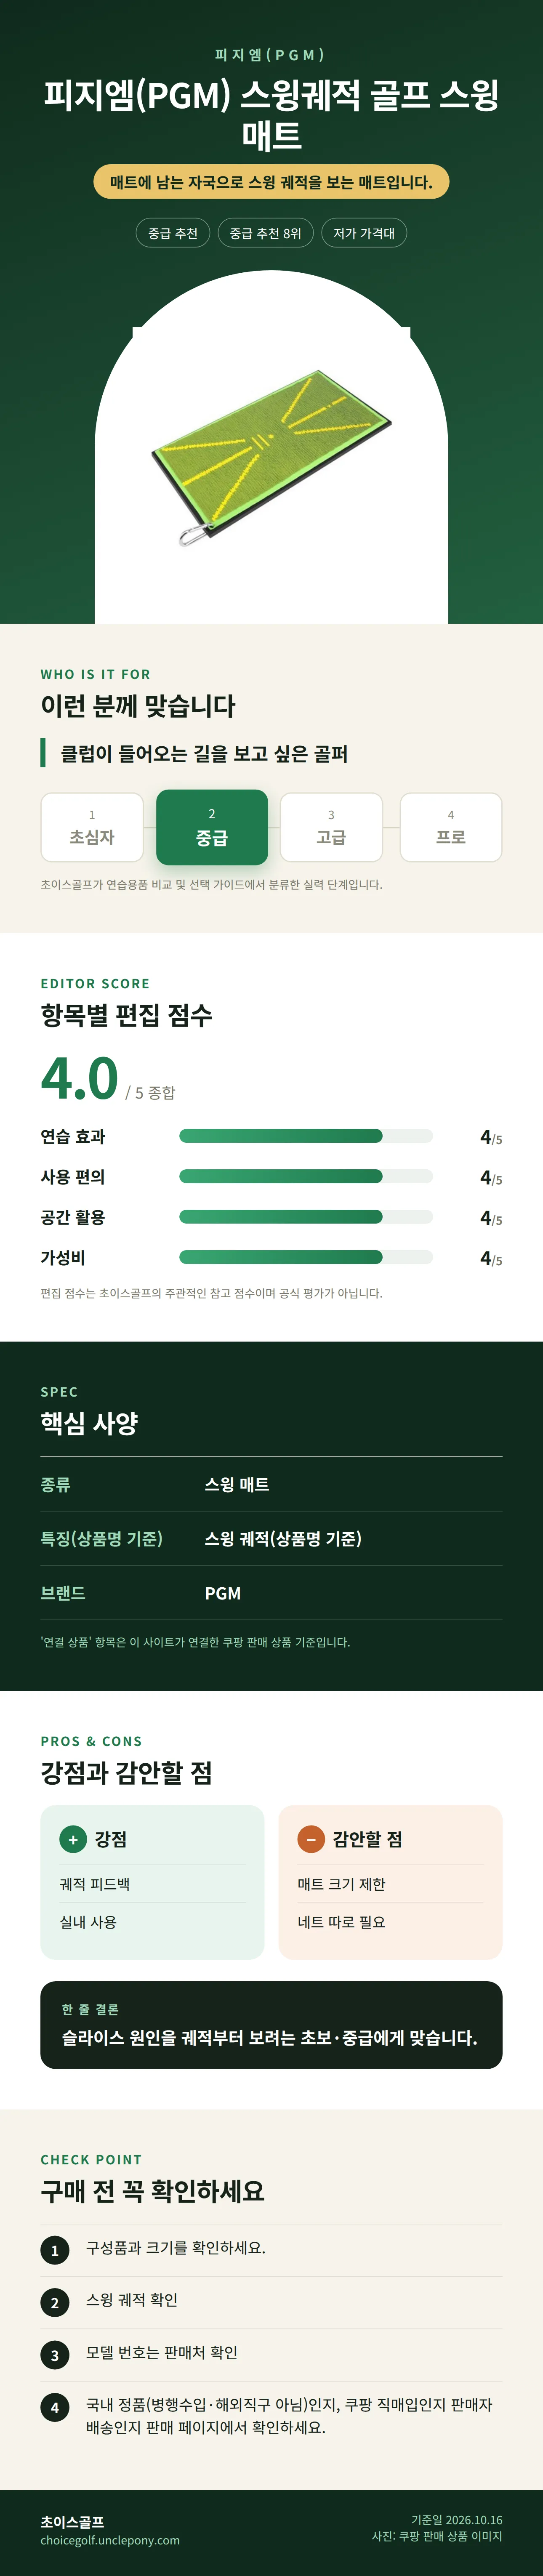 피지엠(PGM)
피지엠(PGM) 스윙궤적 골프 스윙
매트
매트에 남는 자국으로 스윙 궤적을 보는 매트입니다.
중급 추천
중급 추천 8위
저가 가격대
WHO IS IT FOR
이런 분께 맞습니다
클럽이 들어오는 길을 보고 싶은 골퍼
1
초심자
2
중급
3
고급
4
프로
초이스골프가 연습용품 비교 및 선택 가이드에서 분류한 실력 단계입니다.
EDITOR SCORE
항목별 편집 점수
4.0 / 5 종합
연습 효과 4/5
사용 편의 4/5
공간 활용 4/5
가성비 4/5
편집 점수는 초이스골프의 주관적인 참고 점수이며 공식 평가가 아닙니다.
SPEC
핵심 사양
종류 스윙 매트
특징(상품명 기준) 스윙 궤적(상품명 기준)
브랜드 PGM
'연결 상품' 항목은 이 사이트가 연결한 쿠팡 판매 상품 기준입니다.
PROS & CONS
강점과 감안할 점
+ 강점
궤적 피드백
실내 사용
− 감안할 점
매트 크기 제한
네트 따로 필요
한 줄 결론
슬라이스 원인을 궤적부터 보려는 초보·중급에게 맞습니다.
CHECK POINT
구매 전 꼭 확인하세요
1 구성품과 크기를 확인하세요.
2 스윙 궤적 확인
3 모델 번호는 판매처 확인
4 국내 정품(병행수입·해외직구 아님)인지, 쿠팡 직매입인지 판매자
배송인지 판매 페이지에서 확인하세요.
초이스골프
choicegolf.unclepony.com
기준일 2026.10.16
사진: 쿠팡 판매 상품 이미지